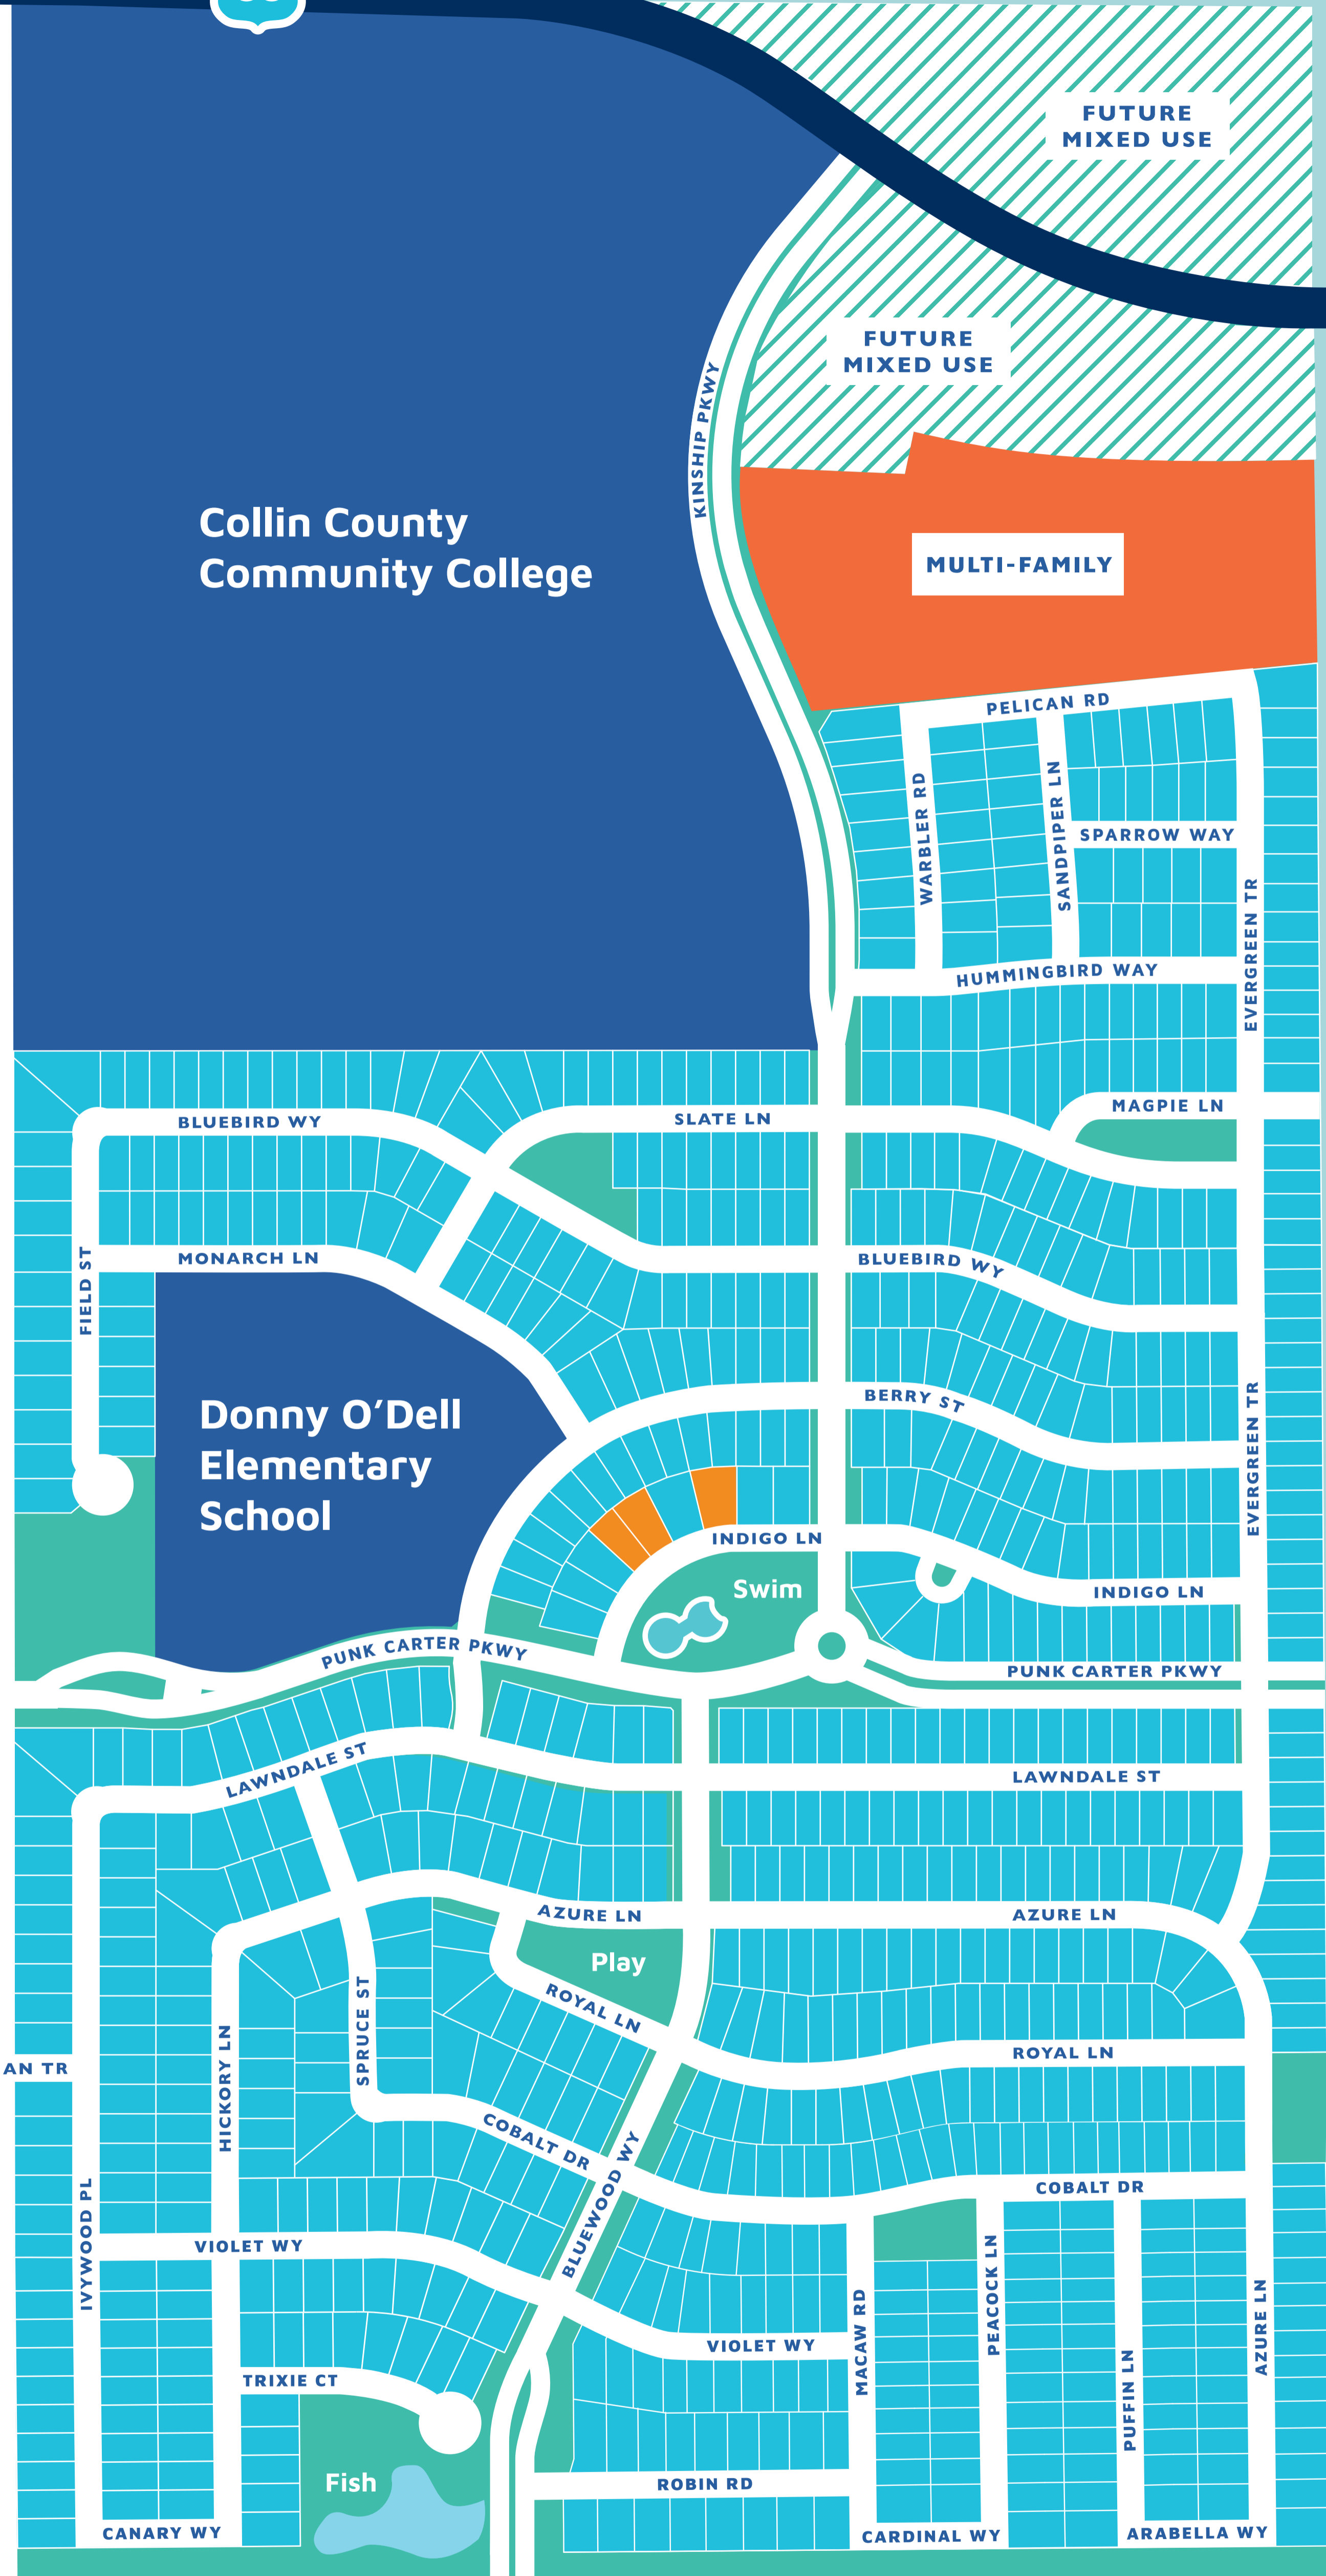 FUTURE
MIXED USE
FUTURE
MIXED USE
KINSHIP PKWY
Collin County
Community College
MULTI-FAMILY
PELICAN RD
WARBLER RD
SANDPIPER LN
SPARROW WAY
EVERGREEN TR
HUMMINGBIRD WAY
MAGPIE LN
BLUEBIRD WY
SLATE LN
MONARCH LN
BLUEBIRD WY
FIELD ST
BERRY ST
EVERGREEN TR
Donny O’Dell
Elementary
School
INDIGO LN
Swim
INDIGO LN
PUNK CARTER PKWY
PUNK CARTER PKWY
LAWNDALE ST
LAWNDALE ST
AZURE LN
AZURE LN
Play
ROYAL LN
SPRUCE ST
HICKORY LN
AN TR
ROYAL LN
COBALT DR
BLUEWOOD WY
COBALT DR
IVYWOOD PL
VIOLET WY
PEACOCK LN
MACAW RD
AZURE LN
VIOLET WY
PUFFIN LN
TRIXIE CT
Fish
ROBIN RD
CANARY WY
CARDINAL WY
ARABELLA WY